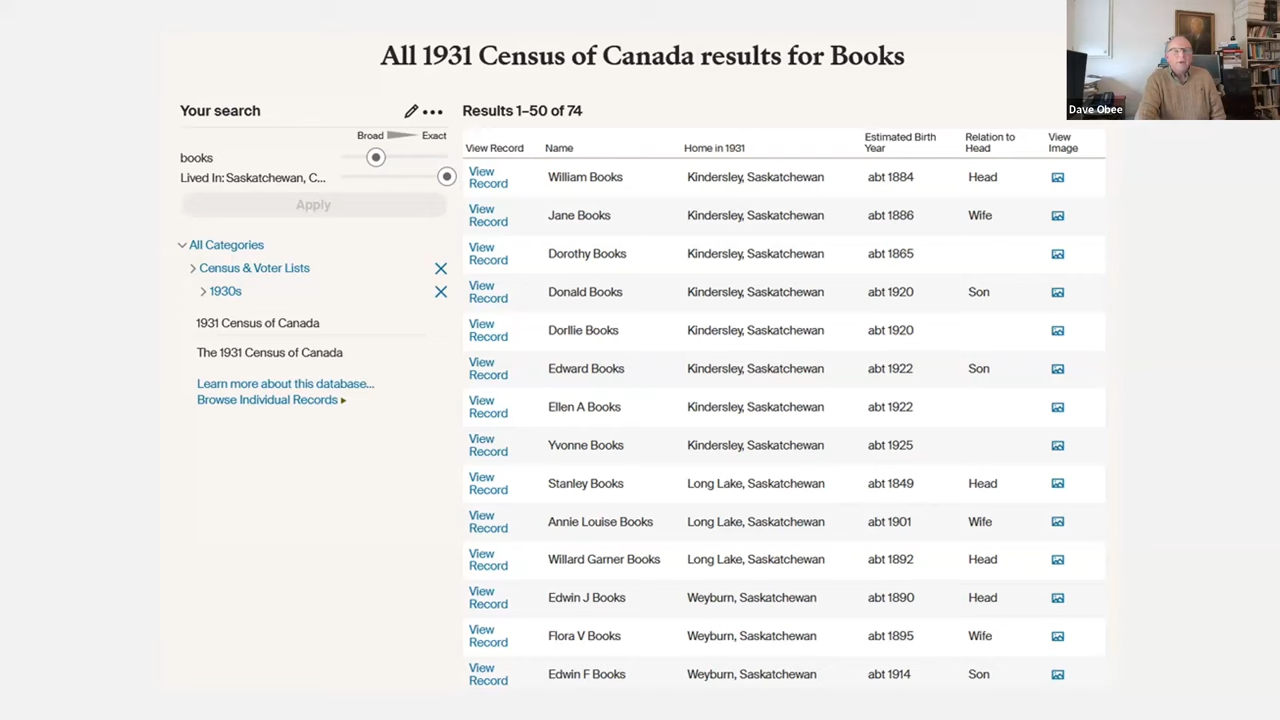 All 1931 Census of Canada results for Books
Dave Obee
Your search
Broad Exact
books
Lived In: Saskatchewan, C...
Apply
All Categories
Census & Voter Lists
1930s
1931 Census of Canada
The 1931 Census of Canada
Learn more about this database...
Browse Individual Records
Results 1–50 of 74
View Record Name Home in 1931 Estimated Birth Year Relation to Head View Image
View Record William Books Kindersley, Saskatchewan abt 1884 Head
View Record Jane Books Kindersley, Saskatchewan abt 1886 Wife
View Record Dorothy Books Kindersley, Saskatchewan abt 1865
View Record Donald Books Kindersley, Saskatchewan abt 1920 Son
View Record Dorllie Books Kindersley, Saskatchewan abt 1920
View Record Edward Books Kindersley, Saskatchewan abt 1922 Son
View Record Ellen A Books Kindersley, Saskatchewan abt 1922
View Record Yvonne Books Kindersley, Saskatchewan abt 1925
View Record Stanley Books Long Lake, Saskatchewan abt 1849 Head
View Record Annie Louise Books Long Lake, Saskatchewan abt 1901 Wife
View Record Willard Garner Books Long Lake, Saskatchewan abt 1892 Head
View Record Edwin J Books Weyburn, Saskatchewan abt 1890 Head
View Record Flora V Books Weyburn, Saskatchewan abt 1895 Wife
View Record Edwin F Books Weyburn, Saskatchewan abt 1914 Son